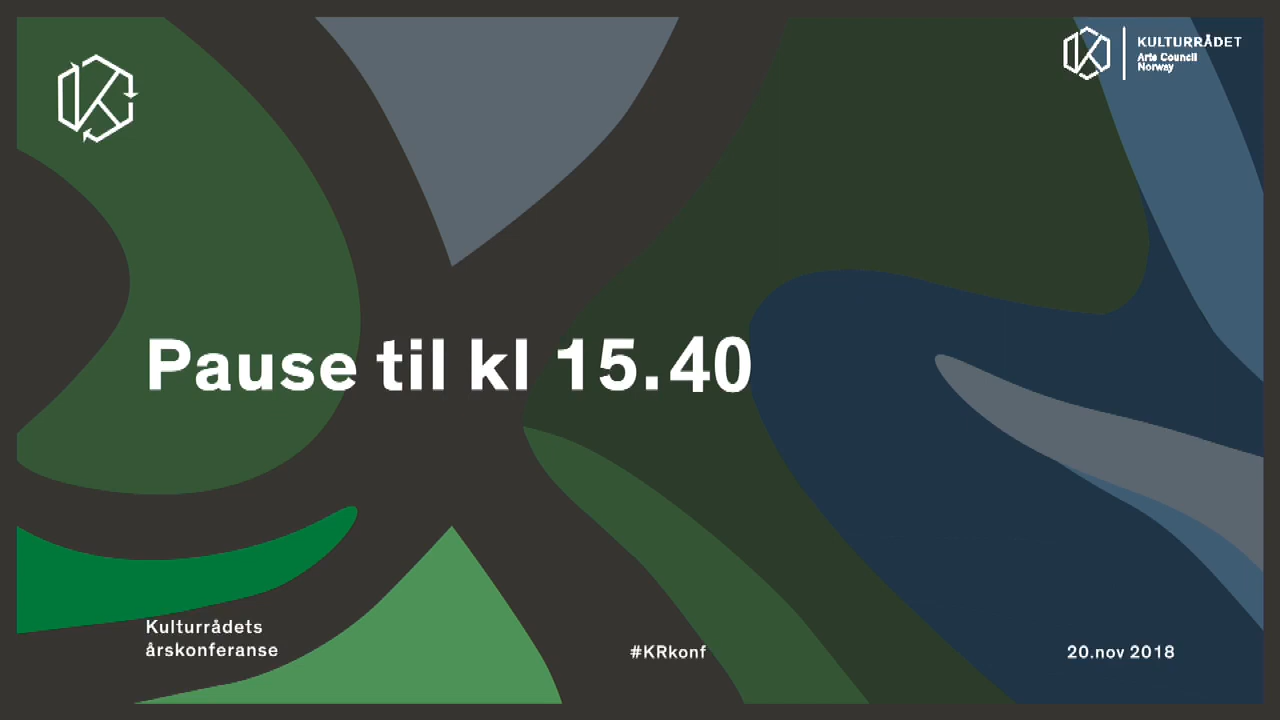 KULTURRÅDET
Arts Council
Norway
Pause til kl 15.40
Kulturrådets
årskonferanse
#KRkonf
20.nov 2018